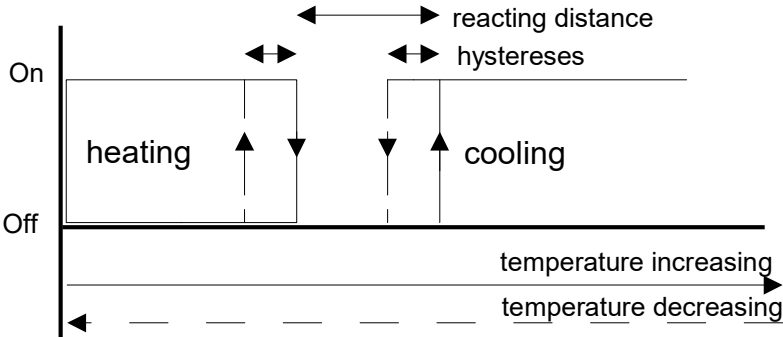 reacting distance
hystereses
On
heating
cooling
Off
temperature increasing
temperature decreasing